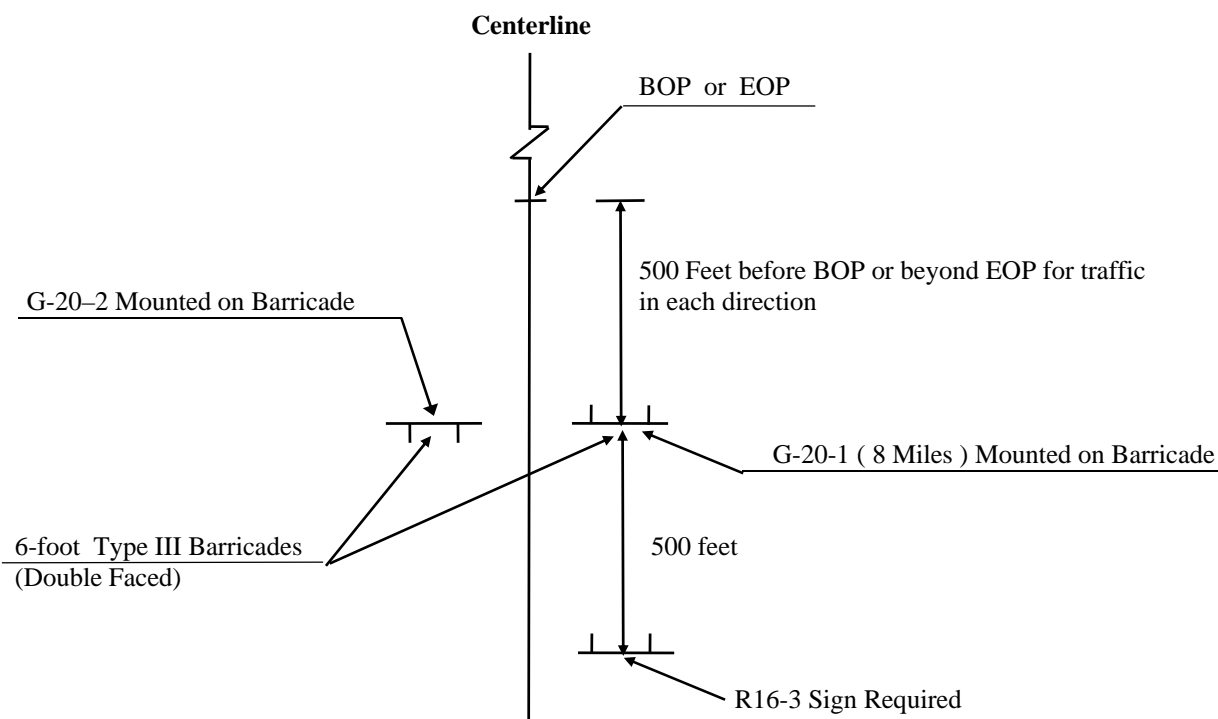 Centerline
BOP or EOP
500 Feet before BOP or beyond EOP for traffic
in each direction
G-20–2 Mounted on Barricade
G-20-1 ( 8 Miles ) Mounted on Barricade
6-foot Type III Barricades
(Double Faced)
500 feet
R16-3 Sign Required